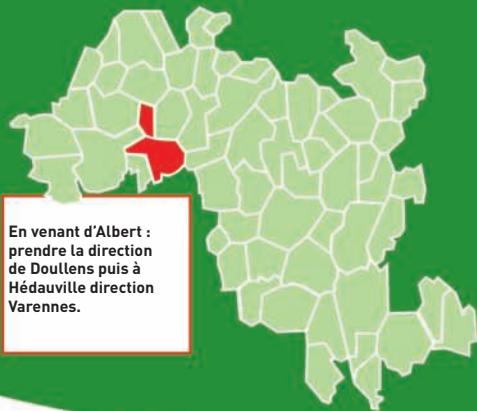 En venant d’Albert :
prendre la direction
de Doullens puis à
Hédauville direction
Varennes.